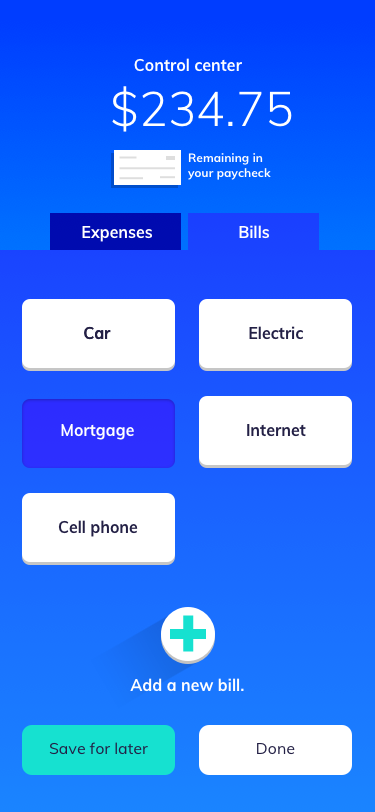 Control center
$234.75
Remaining in
your paycheck
Expenses
Bills
Car
Electric
Mortgage
Internet
Cell phone
Add a new bill.
Save for later
Done